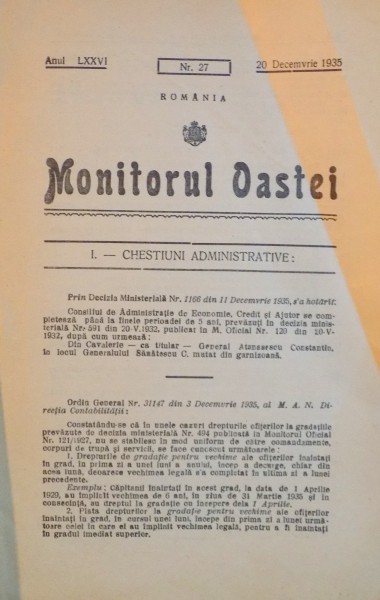 Anul LXXVI
Nr. 27
20 Decemvrie 1935
ROMÂNIA
Monitorul Oastei
I. — CHESTIUNI ADMINISTRATIVE:
Prin Decizia Ministerială Nr. 1166 din 11 Decemvrie 1935, s'a hotărît:
Consiliul de Administrație de Economie, Credit și Ajutor se com-
pletează până la finele perioadei de 5 ani, prevăzuți in decizia minis-
terială Nr 591 din 20-V.1932, publicat in M. Oficial Nr. 120 din 10-V-
1932, după cum urmează:
Din Cavalerie — ca titular — General Atanasescu Constantin,
in locul Generalului Sănătescu C. mutat din garnizoană.
Ordin General Nr. 31147 din 3 Decemvrie 1935, al M. A. N. Di-
recția Contabilității:
Constatându-se că în unele cazuri drepturile ofițerilor la gradațiile
prevăzute de decizia ministerială Nr. 494 publicată in Monitorul Oficial
Nr. 121/1927, nu se stabilesc în mod uniform de către comandamente,
corpuri de trupă și servicii, se face cunoscut următoarele:
1. Drepturile de gradație pentru vechime ale ofițerilor înaintați
în grad, în prima zi a unei luni a anului, încep a decurge, chiar din
acea lună, deoarece vechimea legală s'a completat în ultima zi a lunei
precedente.
Exemplu: Căpitanii înaintați în acest grad, la data de 1 Aprilie
1929, au împlinit vechimea de 6 ani, în ziua de 31 Martie 1935 și în
consecință, au dreptul la gradație cu începere dela 1 Aprilie.
2. Plata drepturilor la gradație pentru vechime ale ofițerilor
înaintați în grad, în cursul unei luni, începe din prima zi a lunei urmă-
toare celei în care ei au împlinit vechimea legală, pentru a fi înaintați
în gradul imediat superior.